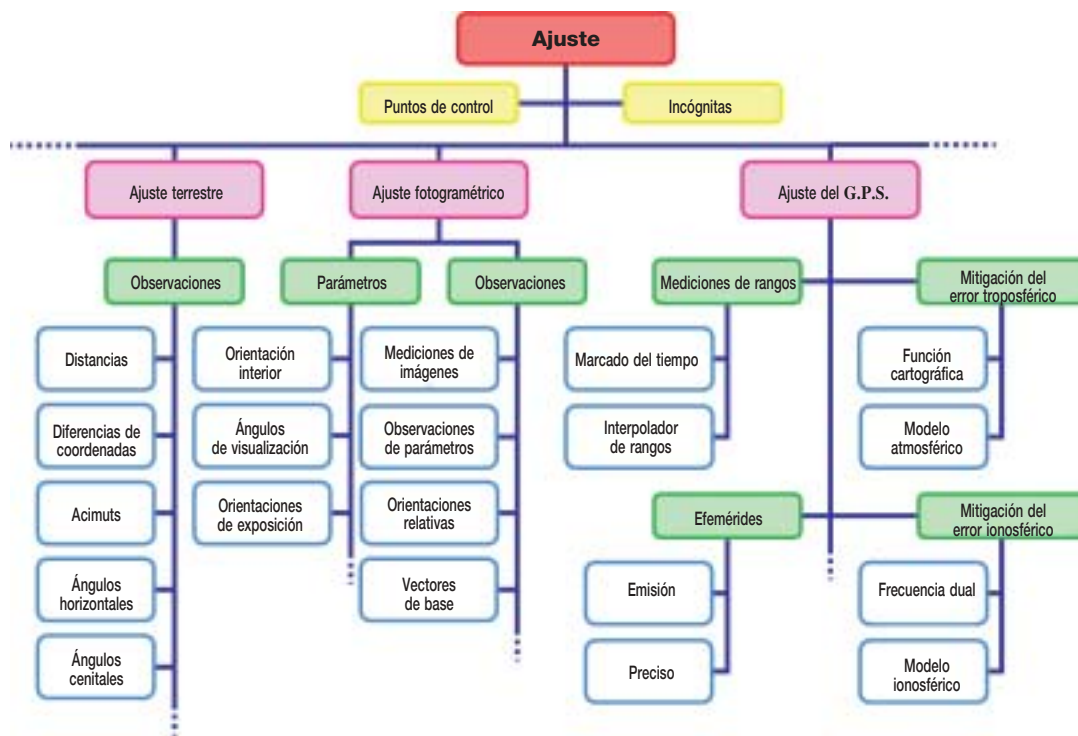 Ajuste
Puntos de control
Incógnitas
Ajuste terrestre
Ajuste fotogramétrico
Ajuste del G.P.S.
Observaciones
Parámetros
Observaciones
Mediciones de rangos
Mitigación del
error troposférico
Distancias
Diferencias de
coordenadas
Acimuts
Ángulos
horizontales
Ángulos
cenitales
Orientación
interior
Ángulos
de visualización
Orientaciones
de exposición
Mediciones de
imágenes
Observaciones
de parámetros
Orientaciones
relativas
Vectores
de base
Marcado del tiempo
Interpolador
de rangos
Función
cartográfica
Modelo
atmosférico
Efemérides
Mitigación del
error ionosférico
Emisión
Preciso
Frecuencia dual
Modelo
ionosférico